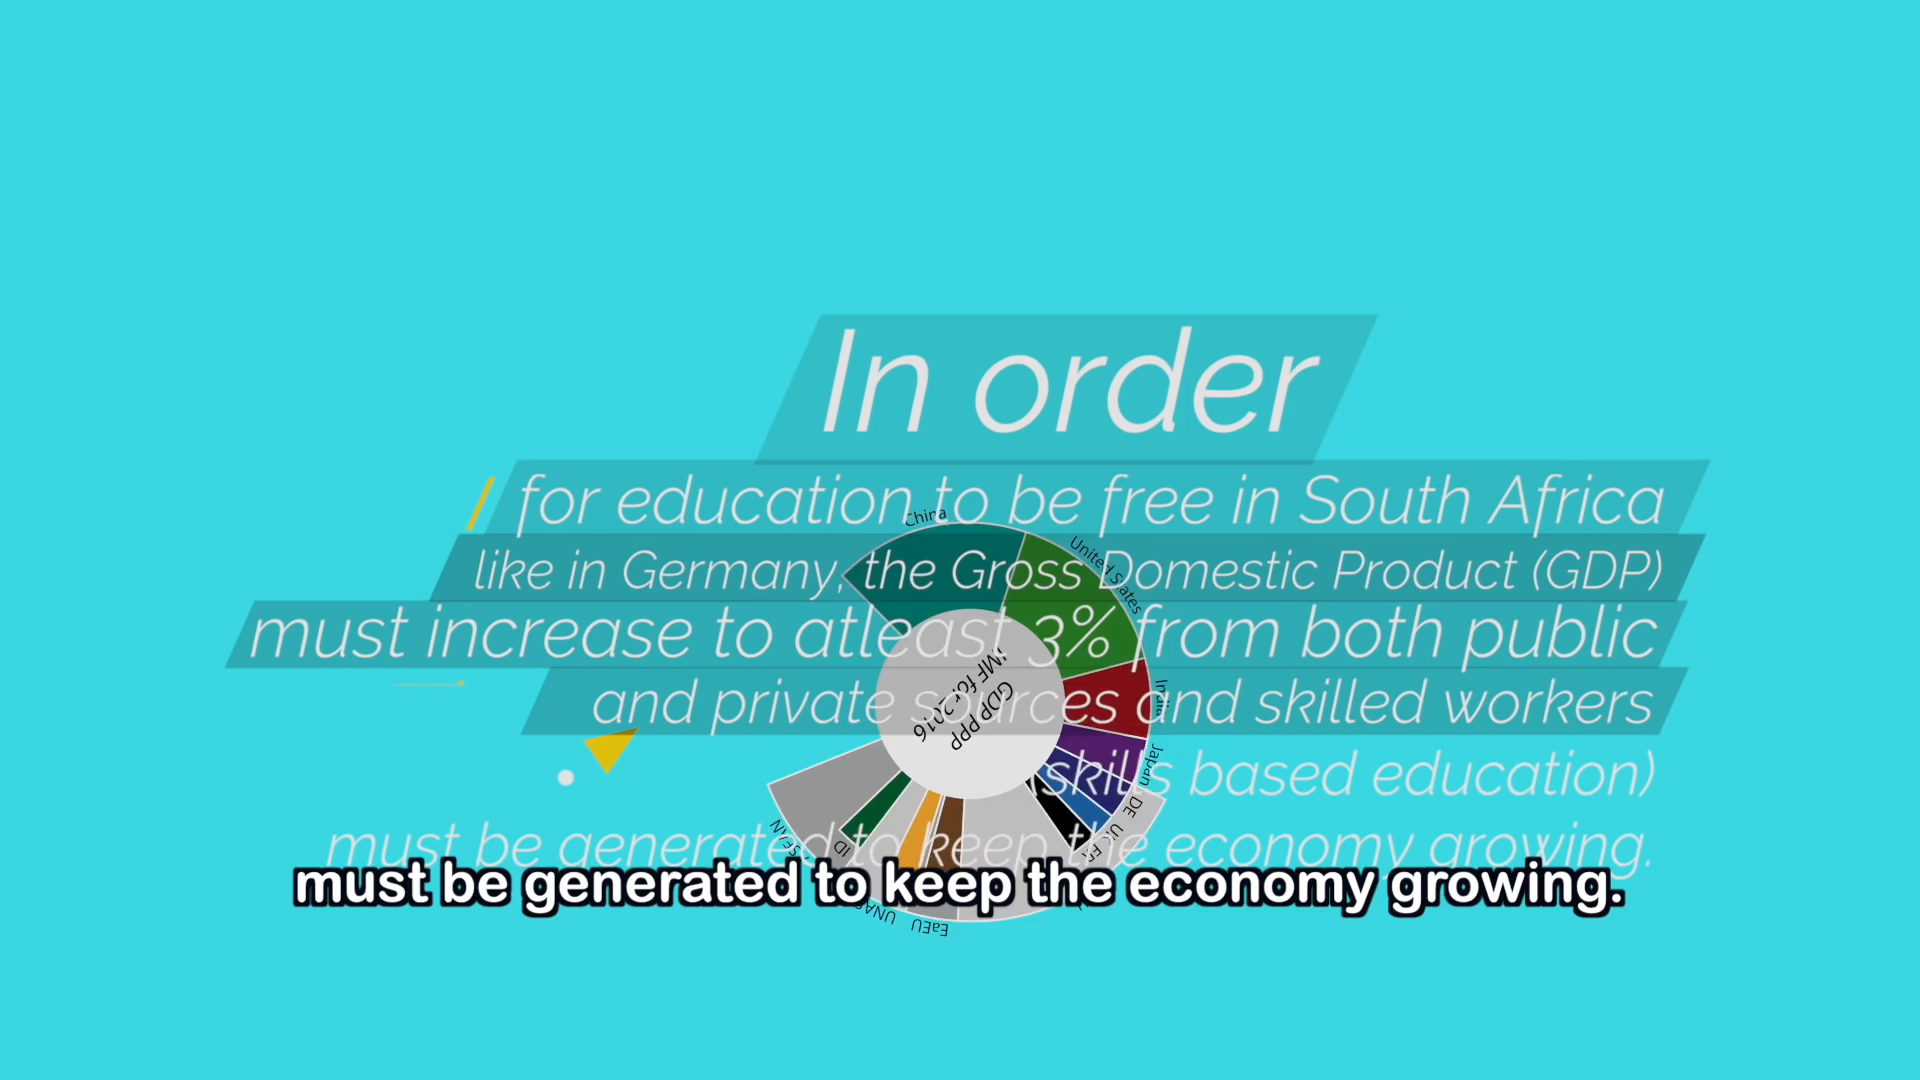 In order
for education to be free in South Africa
like in Germany, the Gross Domestic Product (GDP)
must increase to atleast 3% from both public
and private sources and skilled workers
(skills based education)
must be generated to keep the economy growing.
must be generated to keep the economy growing.
China
United States
India
Japan
DE
UK
ID
EaEU
GDP PPP
IMF for 2016